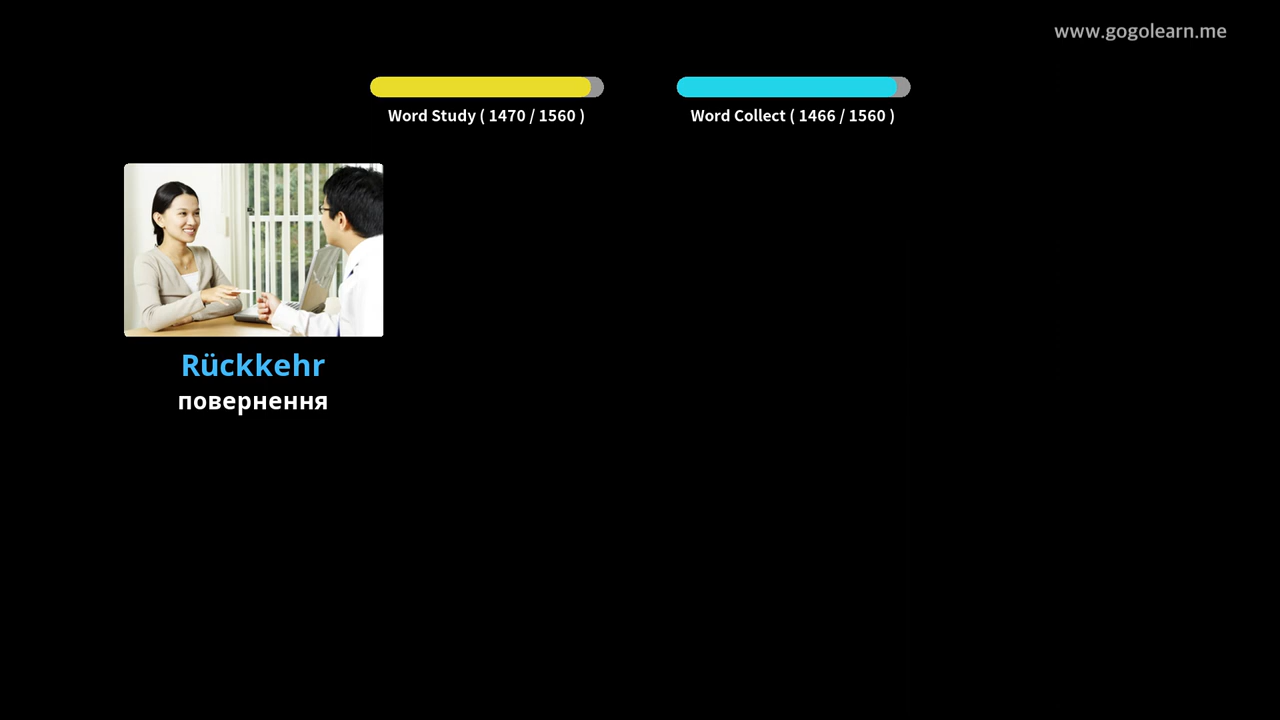 www.gogolearn.me
Word Study ( 1470 / 1560 )
Word Collect ( 1466 / 1560 )
Rückkehr
повернення